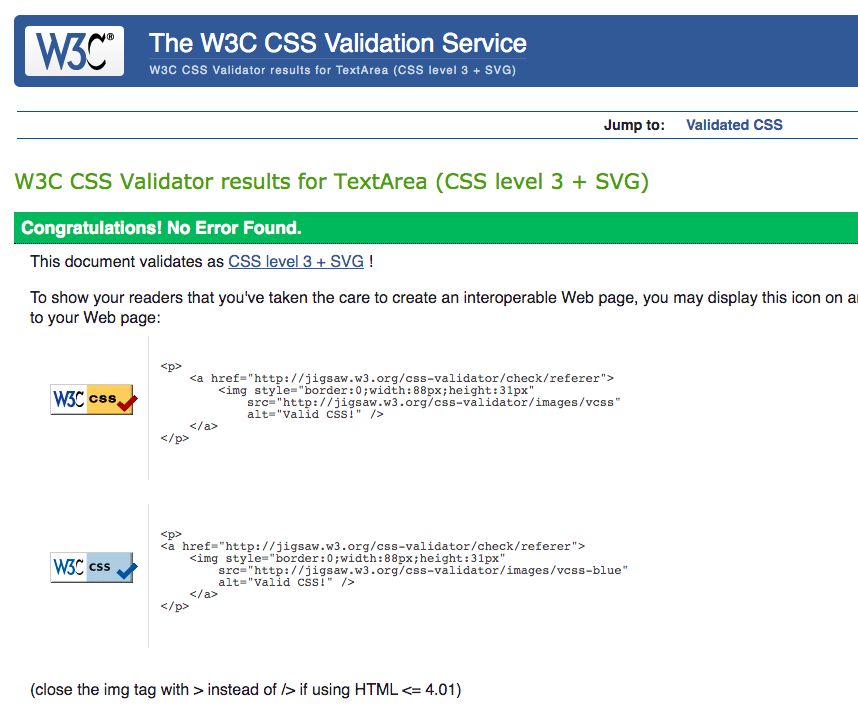 W3C®
The W3C CSS Validation Service
W3C CSS Validator results for TextArea (CSS level 3 + SVG)
Jump to: Validated CSS
W3C CSS Validator results for TextArea (CSS level 3 + SVG)
Congratulations! No Error Found.
This document validates as CSS level 3 + SVG !
To show your readers that you've taken the care to create an interoperable Web page, you may display this icon on
to your Web page:
W3C css
<p>
<a href="http://jigsaw.w3.org/css-validator/check/referer">
<img style="border:0;width:88px;height:31px"
src="http://jigsaw.w3.org/css-validator/images/vcss"
alt="Valid CSS!" />
</a>
</p>
W3C css
<p>
<a href="http://jigsaw.w3.org/css-validator/check/referer">
<img style="border:0;width:88px;height:31px"
src="http://jigsaw.w3.org/css-validator/images/vcss-blue"
alt="Valid CSS!" />
</a>
</p>
(close the img tag with > instead of /> if using HTML <= 4.01)